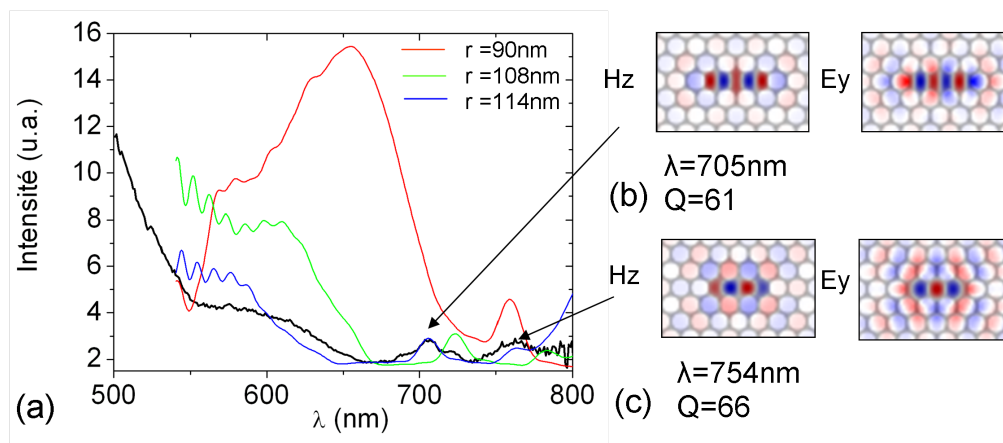 16
14
12
10
8
6
4
2
Intensité (u.a.)
r =90nm
r =108nm
r =114nm
500
600
700
800
λ (nm)
(a)
Hz
Ey
λ=705nm
Q=61
(b)
Hz
Ey
λ=754nm
Q=66
(c)